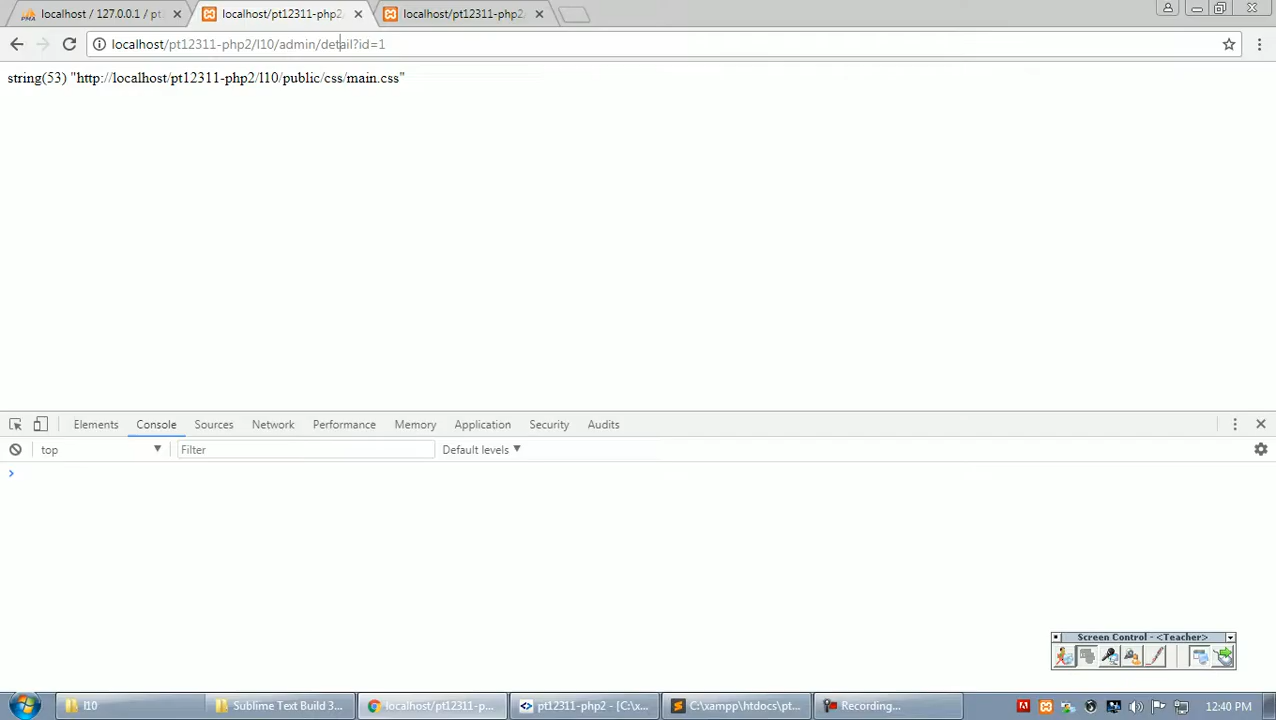 localhost / 127.0.0.1 / pt
localhost/pt12311-php2/
localhost/pt12311-php2/
localhost/pt12311-php2/l10/admin/detail?id=1
string(53) "http://localhost/pt12311-php2/l10/public/css/main.css"
Elements
Console
Sources
Network
Performance
Memory
Application
Security
Audits
top
Filter
Default levels
Screen Control - <Teacher>
l10
Sublime Text Build 3...
localhost/pt12311-p...
pt12311-php2 - [C:\x...
C:\xampp\htdocs\pt...
Recording...
12:40 PM